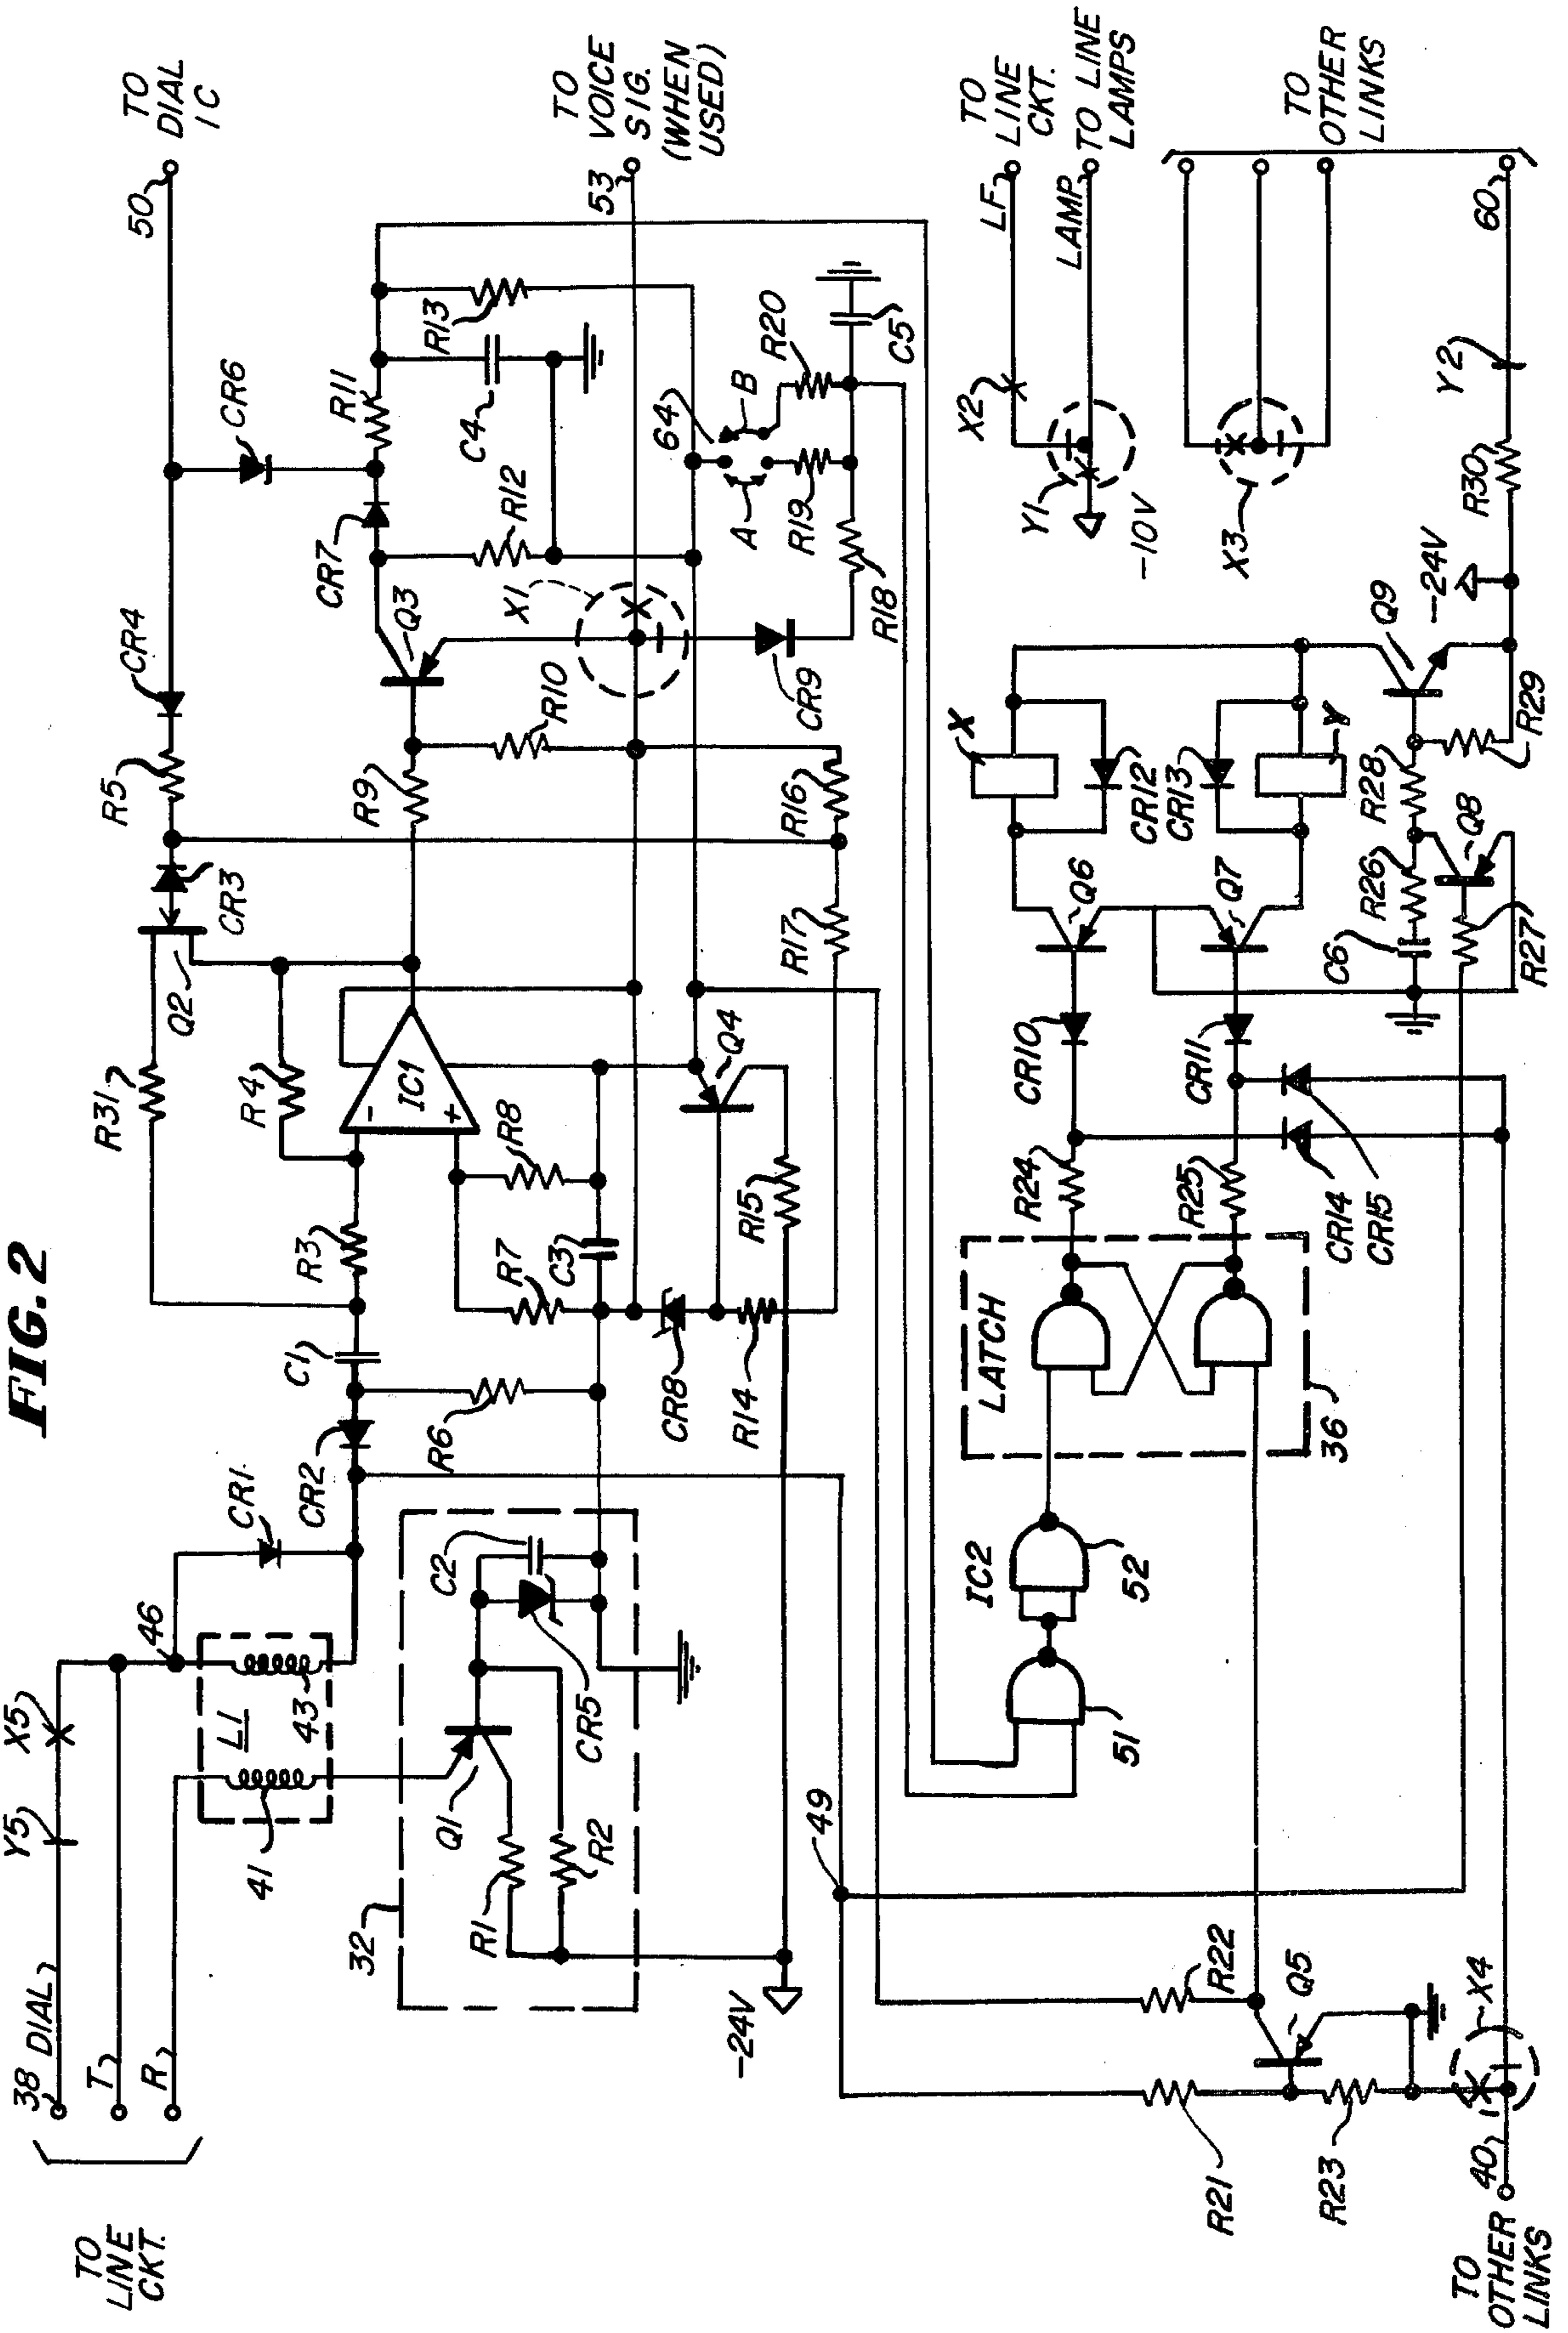 FIG. 2
TO
LINE
CKT.
38 DIAL
T
R
Y5
X5
46
41
L1
43
CR1
CR2
C1
R3
R31
R4
Q2
CR3
R5
CR4
50
TO
DIAL
IC
CR6
CR7
R11
R9
Q3
R10
R12
C4
R13
X1
53
TO
VOICE
SIG.
(WHEN
USED)
32
Q1
R1
R2
CR5
C2
R6
R7
R8
C3
IC1
-
+
CR8
R14
R15
Q4
R16
R17
CR9
R18
R19
R20
A
B
64
C5
-24V
49
51
52
IC2
LATCH
36
R24
R25
CR10
CR11
CR14
CR15
Q6
Q7
X
Y
CR12
CR13
C6
R26
R27
R28
Q8
Q9
R29
-24V
R30
Y2
60
X2
LF
TO
LINE
CKT.
Y1
LAMP
TO LINE
LAMPS
-10V
X3
TO
OTHER
LINKS
R21
R22
R23
Q5
X4
40
TO
OTHER
LINKS